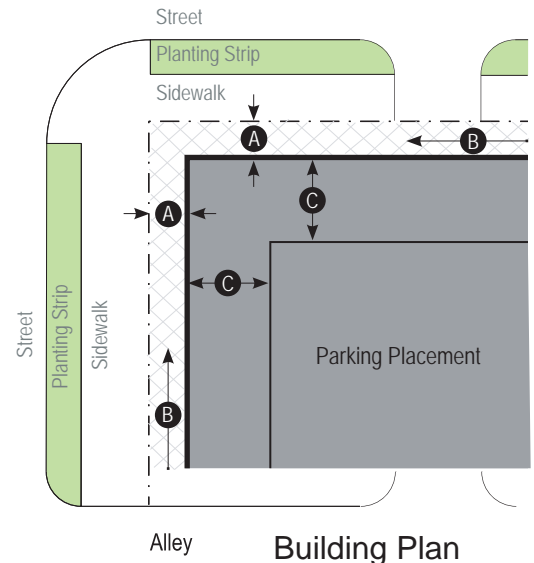 Street
Planting Strip
Sidewalk
A
B
A
C
C
Street
Planting Strip
Sidewalk
Parking Placement
B
Alley
Building Plan